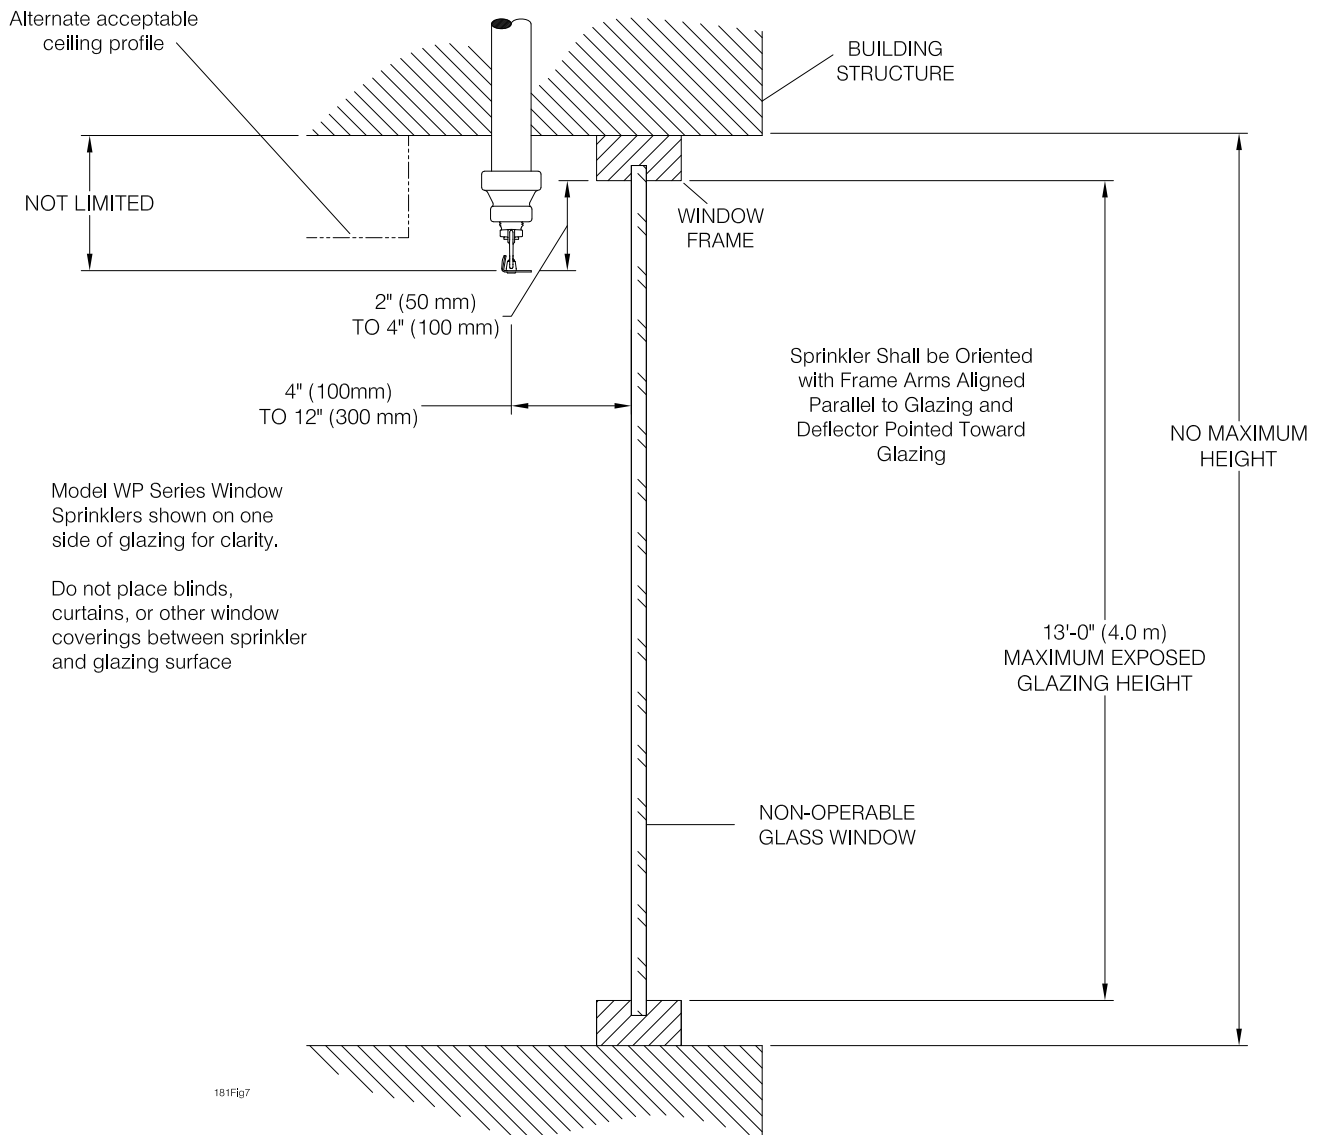 Alternate acceptable
ceiling profile
BUILDING
STRUCTURE
NOT LIMITED
WINDOW
FRAME
2" (50 mm)
TO 4" (100 mm)
4" (100mm)
TO 12" (300 mm)
Sprinkler Shall be Oriented
with Frame Arms Aligned
Parallel to Glazing and
Deflector Pointed Toward
Glazing
NO MAXIMUM
HEIGHT
Model WP Series Window
Sprinklers shown on one
side of glazing for clarity.
Do not place blinds,
curtains, or other window
coverings between sprinkler
and glazing surface
13'-0" (4.0 m)
MAXIMUM EXPOSED
GLAZING HEIGHT
NON-OPERABLE
GLASS WINDOW
181Fig7